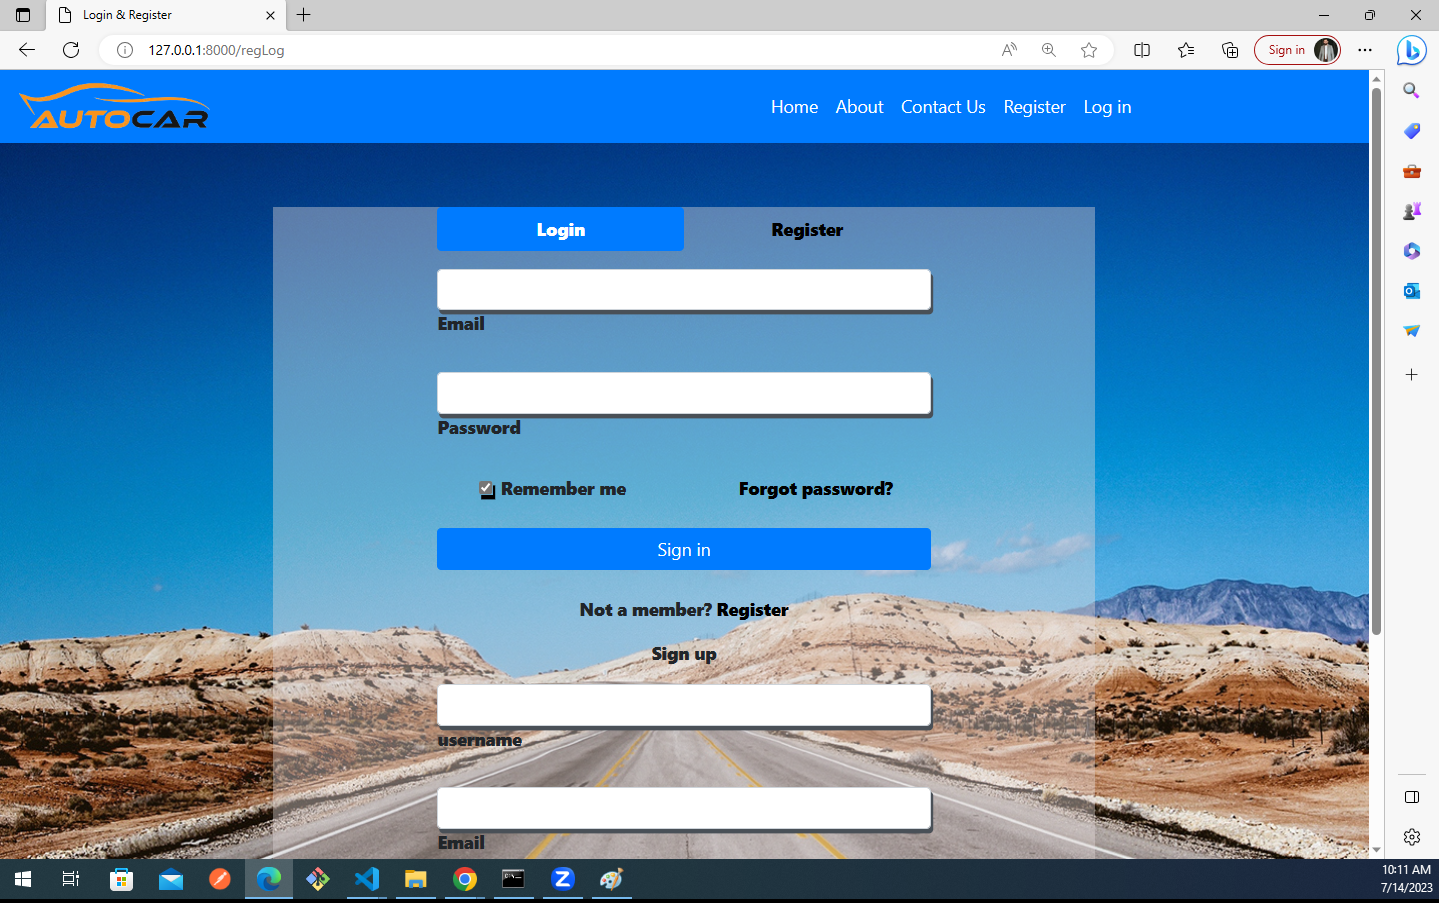 Login & Register
127.0.0.1:8000/regLog
Sign in
AUTOCAR
Home About Contact Us Register Log in
Login Register
Email
Password
Remember me Forgot password?
Sign in
Not a member? Register
Sign up
username
Email
10:11 AM
7/14/2023